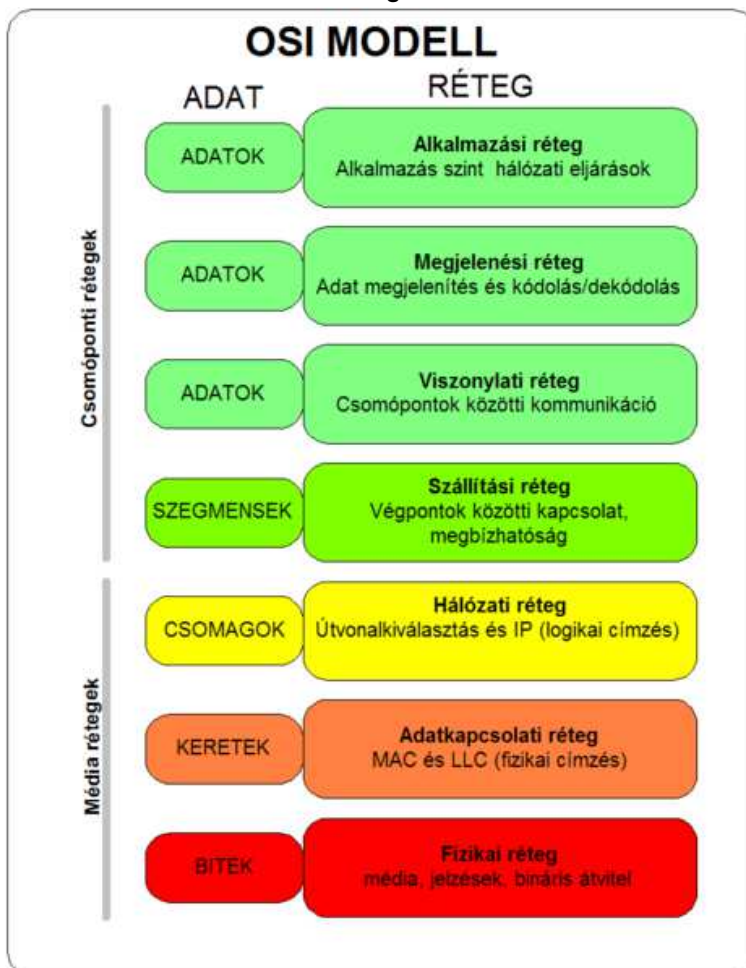 OSI MODELL
ADAT
RÉTEG
Csomóponti rétegek
ADATOK
Alkalmazási réteg
Alkalmazás szint hálózati eljárások
ADATOK
Megjelenési réteg
Adat megjelenítés és kódolás/dekódolás
ADATOK
Viszonylati réteg
Csomópontok közötti kommunikáció
SZEGMENSEK
Szállítási réteg
Végpontok közötti kapcsolat,
megbízhatóság
Média rétegek
CSOMAGOK
Hálózati réteg
Útvonalkiválasztás és IP (logikai címzés)
KERETEK
Adatkapcsolati réteg
MAC és LLC (fizikai címzés)
BITEK
Fizikai réteg
média, jelzések, bináris átvitel